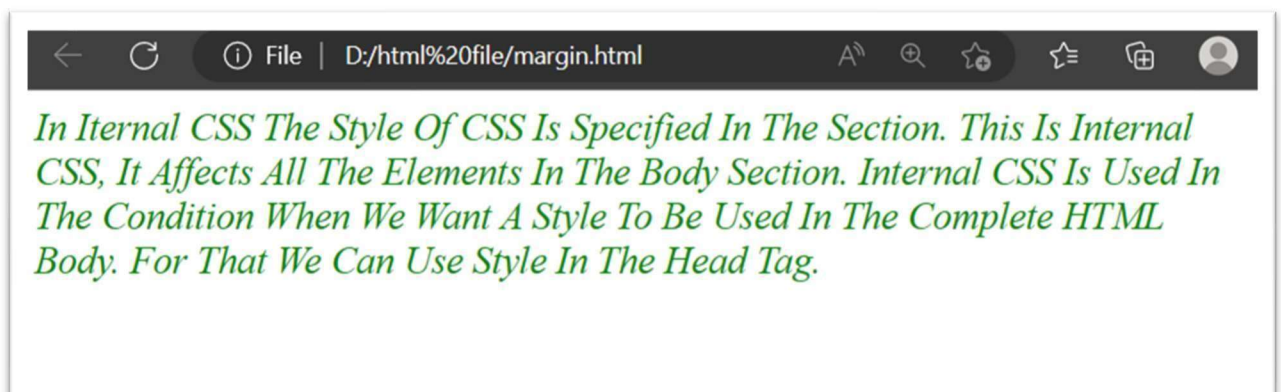 File | D:/html%20file/margin.html
In Iternal CSS The Style Of CSS Is Specified In The Section. This Is Internal
CSS, It Affects All The Elements In The Body Section. Internal CSS Is Used In
The Condition When We Want A Style To Be Used In The Complete HTML
Body. For That We Can Use Style In The Head Tag.